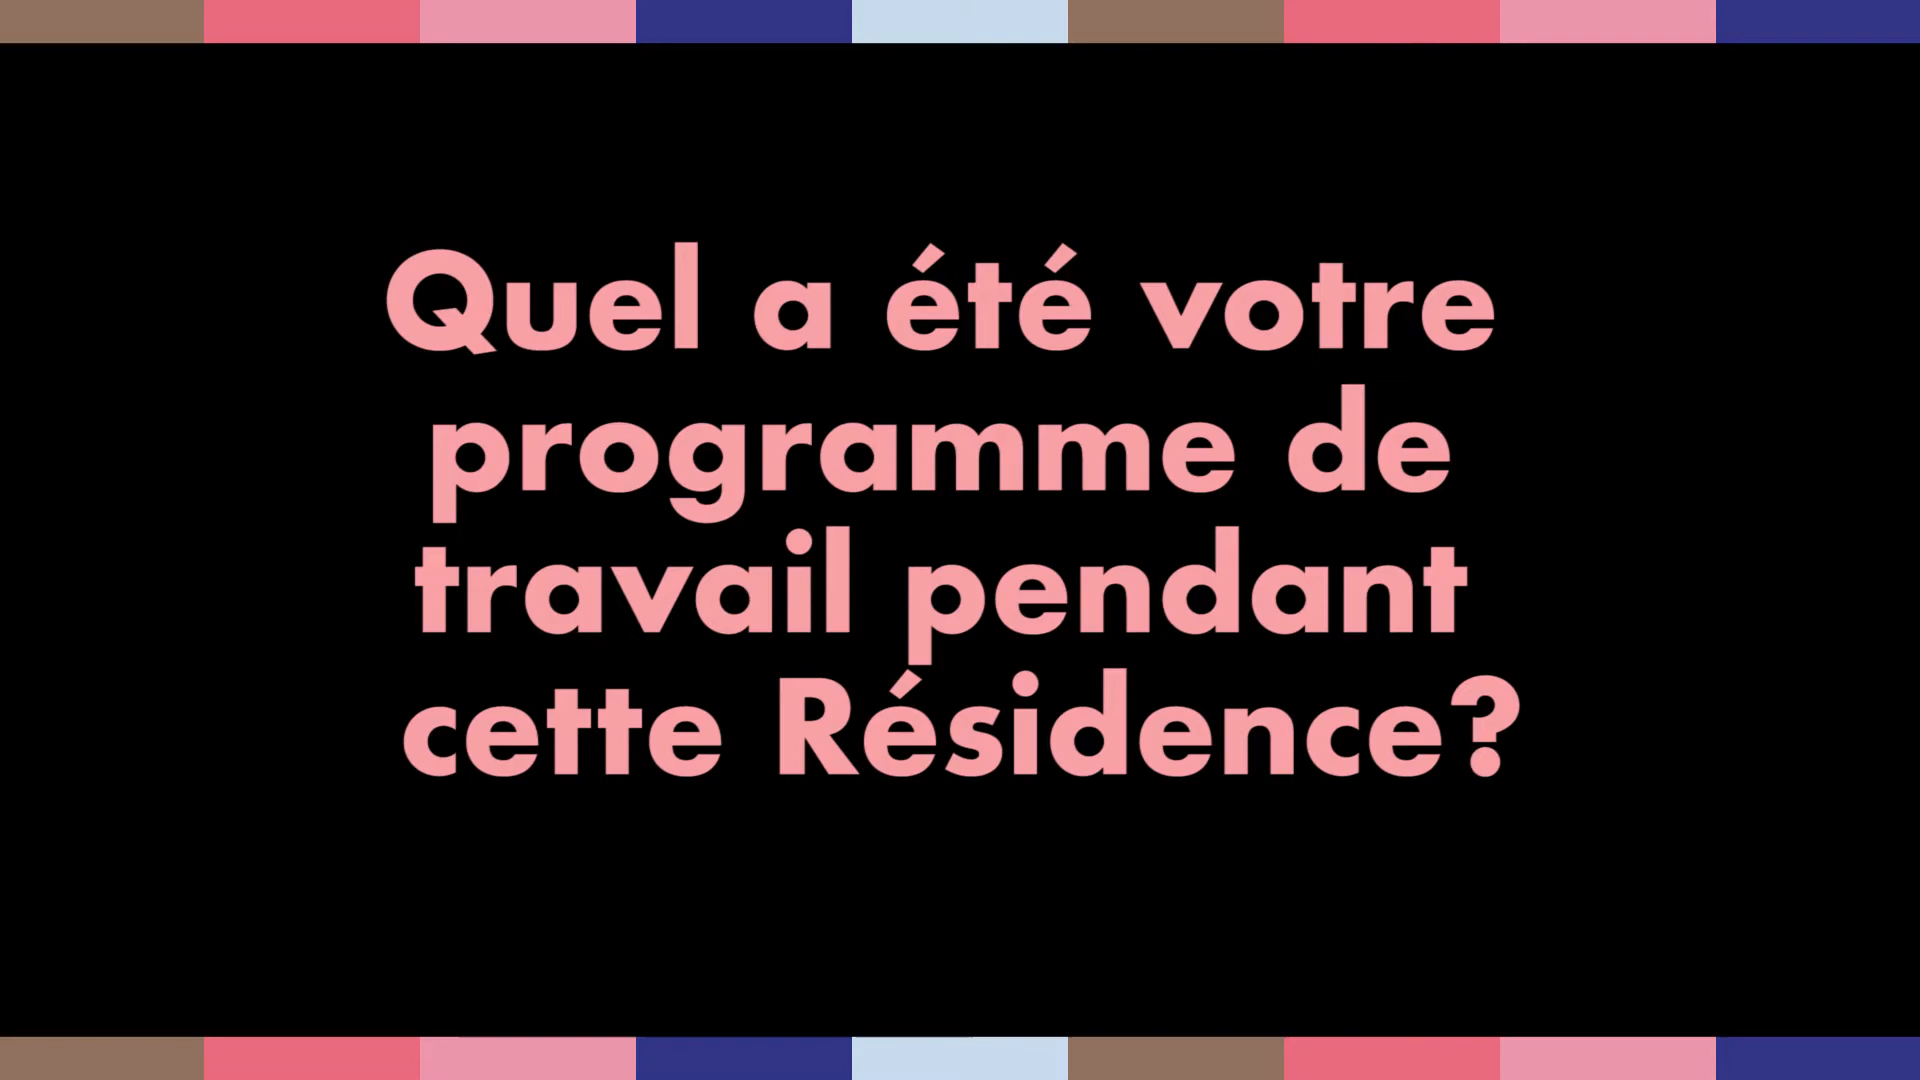 Quel a été votre
programme de
travail pendant
cette Résidence?